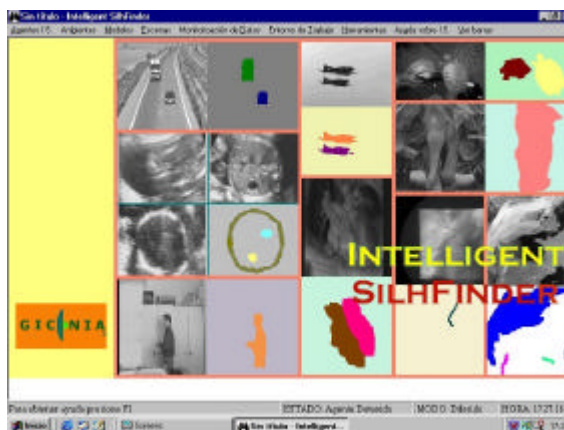 Sin título - Intelligent SilhFinder
Agentes I.S. Ambientes Modelos Escenas Monitorización de Datos Entorno de Trabajo Herramientas Ayuda sobre I.S. Ver barras
INTELLIGENT
SILHFINDER
GICINIA
Para obtener ayuda presione F1 ESTADO: Agente Detenido MODO: Diferido HORA: 17:27:18
Inicio Sin título - Intelligent...